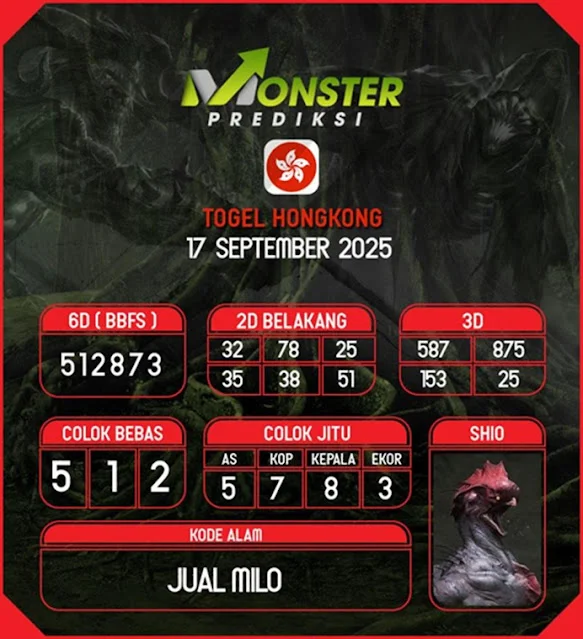 MONSTER
PREDIKSI
TOGEL HONGKONG
17 SEPTEMBER 2025
6D ( BBFS )
512873
2D BELAKANG
32 78 25
35 38 51
3D
587 875
153 25
COLOK BEBAS
5 1 2
COLOK JITU
AS KOP KEPALA EKOR
5 7 8 3
SHIO
KODE ALAM
JUAL MILO